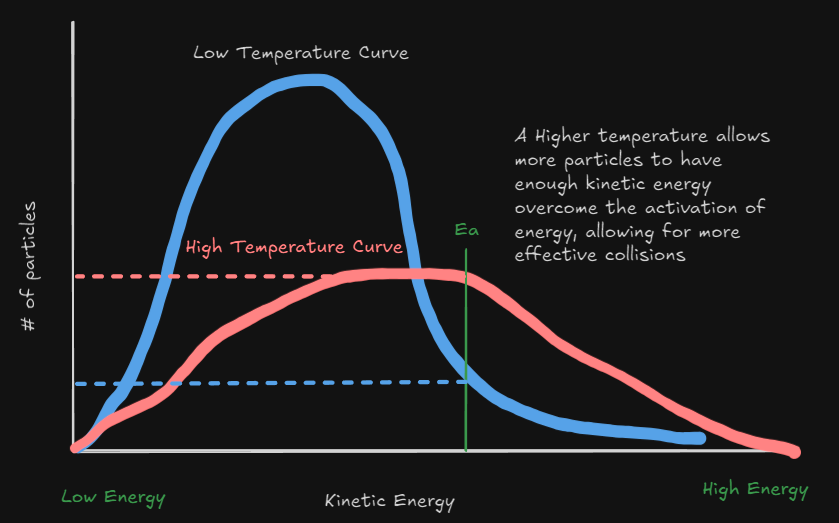 Low Temperature Curve
A Higher temperature allows
more particles to have
enough kinetic energy
overcome the activation of
energy, allowing for more
effective collisions
# of particles
High Temperature Curve
Ea
Low Energy
Kinetic Energy
High Energy